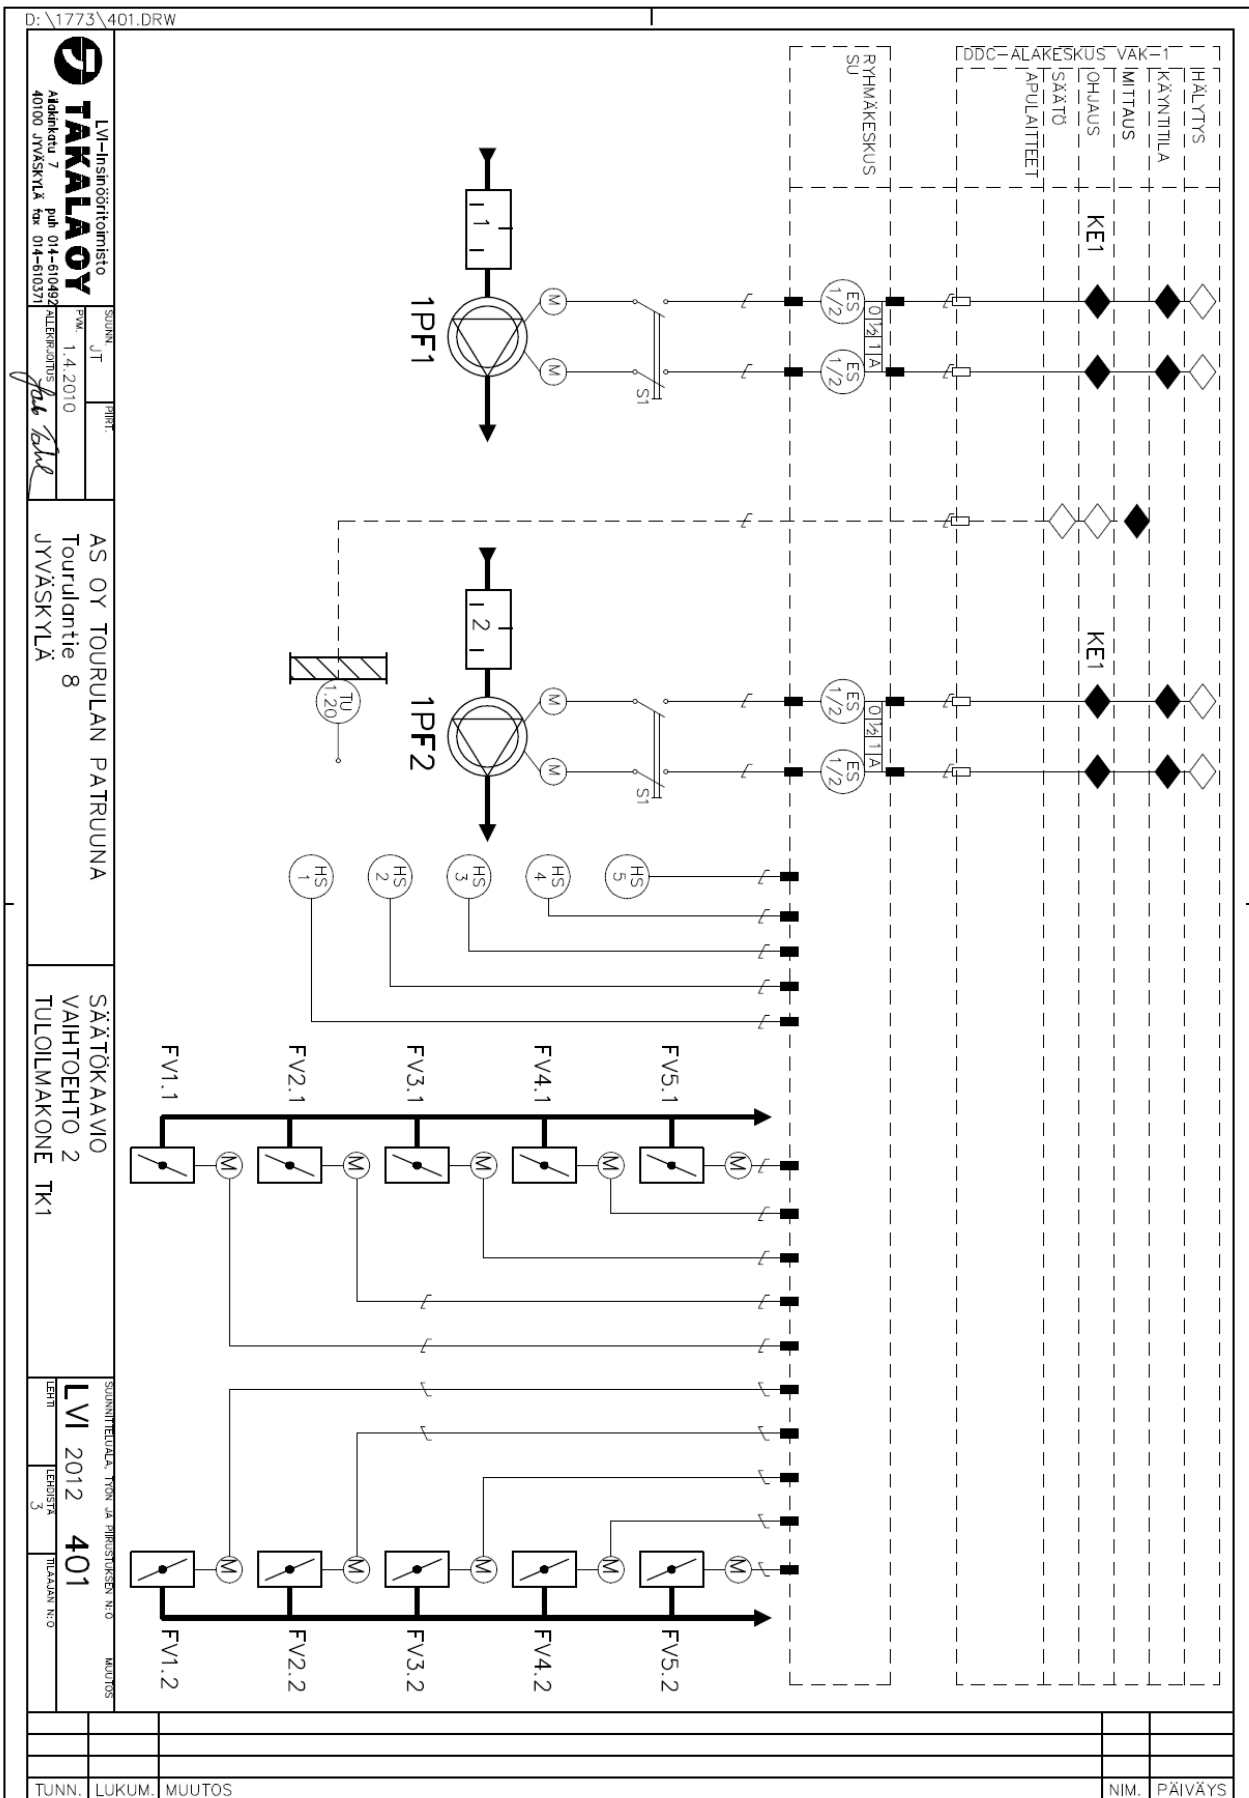 D: \1773\401.DRW
HÄLYTYS
KÄYNTITILA
MITTAUS
OHJAUS
SÄÄTÖ
APULAITTEET
DDC-ALAKESKUS VAK-1
RYHMÄKESKUS
SU
KE1
KE1
ES
1/2
ES
1/2
0 ½ 1 A
ES
1/2
ES
1/2
0 ½ 1 A
S1
S1
M
M
M
M
1
2
1PF1
1PF2
TU
1.20
HS
5
HS
4
HS
3
HS
2
HS
1
FV5.1
FV4.1
FV3.1
FV2.1
FV1.1
M
M
M
M
M
M
M
M
M
M
FV5.2
FV4.2
FV3.2
FV2.2
FV1.2
LVI-Insinööritoimisto
TAKALA OY
Ailakinkatu 7 puh 014-610492
40100 JYVÄSKYLÄ fax 014-610371
SUUNN.
JT
PIIRT.
PVM.
1.4.2010
ALLEKIRJOITUS
AS OY TOURULAN PATRUUNA
Tourulantie 8
JYVÄSKYLÄ
SÄÄTÖKAAVIO
VAIHTOEHTO 2
TULOILMAKONE TK1
SUUNNITTELUALA, TYÖN JA PIIRUSTUKSEN N:O MUUTOS
LVI 2012 401
LEHTI
LEHDISTÄ
3
TILAAJAN N:O
TUNN. LUKUM. MUUTOS NIM. PÄIVÄYS